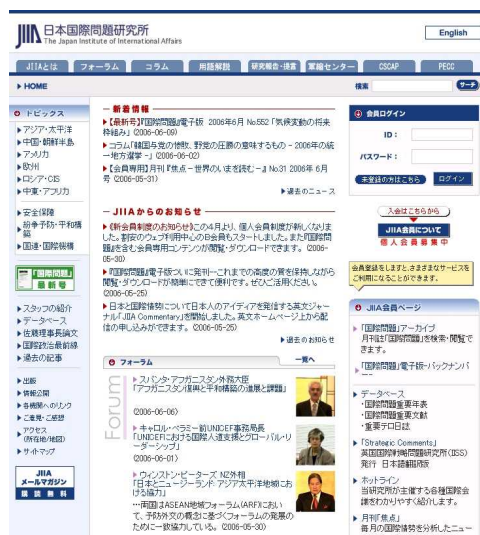 JIIA 日本国際問題研究所
The Japan Institute of International Affairs
English
JIIAとは
フォーラム
コラム
用語解説
研究報告・提言
軍縮センター
CSCAP
PECC
HOME
検索
サーチ
トピックス
アジア・太平洋
中国・朝鮮半島
アメリカ
欧州
ロシア・CIS
中東・アフリカ
安全保障
紛争予防・平和構
築
国連・国際機構
『国際問題』
最新号
スタッフの紹介
データベース
佐藤理事長論文
国際政治最前線
過去の記事
出版
情報公開
各機関へのリンク
ご意見・ご感想
アクセス
(所在地/地図)
サイトマップ
JIIA
メールマガジン
購読無料
新着情報
【最新号】『国際問題』電子版 2006年6月 No.552 「気候変動の将来
枠組み」 (2006-06-09)
コラム「韓国与党の惨敗、野党の圧勝の意味するもの - 2006年の統
一地方選挙 -」 (2006-06-02)
【会員専用】月刊『焦点-世界のいまを読む-』 No.31 2006年 6月
号 (2006-05-31)
過去のニュース
JIIAからのお知らせ
《新会員制度のお知らせ》この4月より、個人会員制度が新しくなりま
した。割安のウェブ利用中心のB会員もスタートしました。また『国際問
題』を含む会員専用コンテンツが閲覧・ダウンロードできます。 (2006-
05-30)
『国際問題』電子版ついに発刊-これまでの高度の質を保持しながら
閲覧・ダウンロードが簡単にできて便利です。ぜひご活用ください。
(2006-05-25)
日本と国際情勢について日本人のアイディアを発信する英文ジャー
ナル「JIIA Commentary」を開始しました。英文ホームページ上から配
信の申し込みができます。 (2006-05-25)
過去のお知らせ
フォーラム
一覧へ
Forum
スパンタ・アフガニスタン外務大臣
「アフガニスタン復興と平和構築の進展と課題」
(2006-06-06)
キャロル・ベラミー前UNICEF事務局長
「UNICEFにおける国際人道支援とグローバル・リ
ーダーシップ」
(2006-06-01)
ウィンストン・ピーターズ NZ外相
「日本とニュージーランド: アジア太平洋地域にお
ける協力」
…両国はASEAN地域フォーラム(ARF)におい
て、予防外交の概念に基づくフォーラムの発展の
ために一致協力している。 (2006-05-30)
会員ログイン
ID:
パスワード:
未登録の方はこちら
ログイン
入会はこちらから
JIIA会員について
個人会員募集中
会員登録をしますと、さまざまなサービスを
ご利用になることができます。
JIIA会員ページ
「国際問題」アーカイブ
月刊誌「国際問題」を検索・閲覧で
きます。
『国際問題』電子版-バックナンバ
ー
データベース
・国際問題重要年表
・国際問題重要文献
・重要テロ日誌
「Strategic Comments」
英国国際戦略問題研究所(IISS)
発行 日本語翻訳版
ホットライン
当研究所が主催する各種国際会
議をわかりやすく紹介します。
月刊「焦点」
毎月の国際情勢を分析したニュー